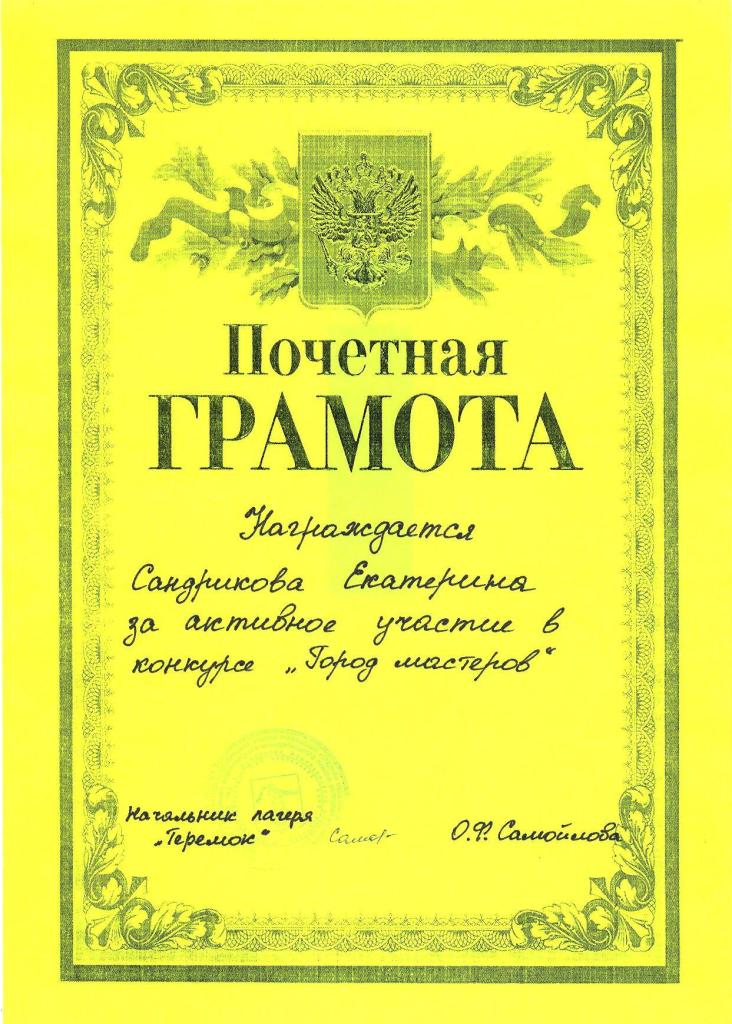 Почетная
ГРАМОТА
Награждается
Сандрикова Екатерина
за активное участие в
конкурсе „Город мастеров“
Начальник лагеря
„Теремок“ О.Ф. Самойлова